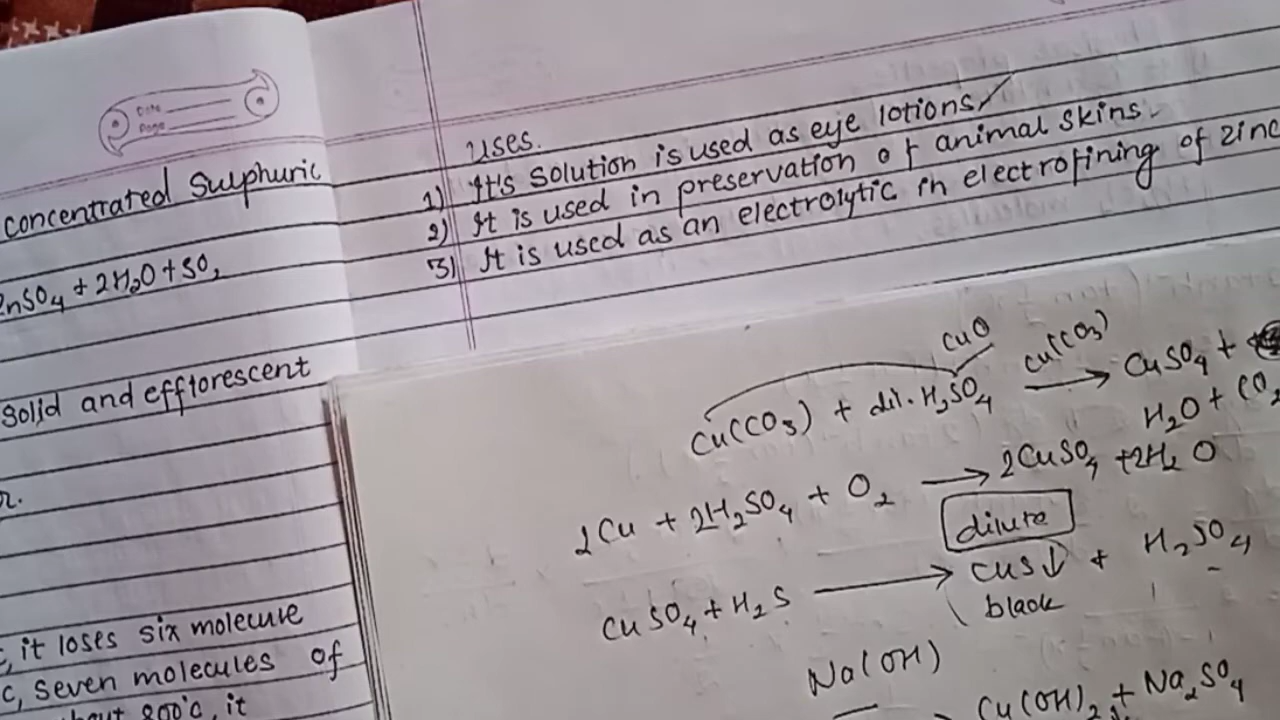 Date
Page
concentrated Sulphuric
ZnSO4 + 2H2O + SO2
Solid and efflorescent
r.
it loses six molecule
c, seven molecules of
about 800°c, it
Uses.
1) It's solution is used as eye lotions.
2) It is used in preservation of animal skins.
3) It is used as an electrolytic in electrofining of zinc
CuO
Cu(CO3) + dil. H2SO4 Cu(CO3) → CuSO4 +
H2O + CO2
2Cu + 2H2SO4 + O2 → 2CuSO4 + 2H2O
dilute
CuSO4 + H2S → CuS↓ + H2SO4
black
Na(OH)
Cu(OH)2↓ + Na2SO4